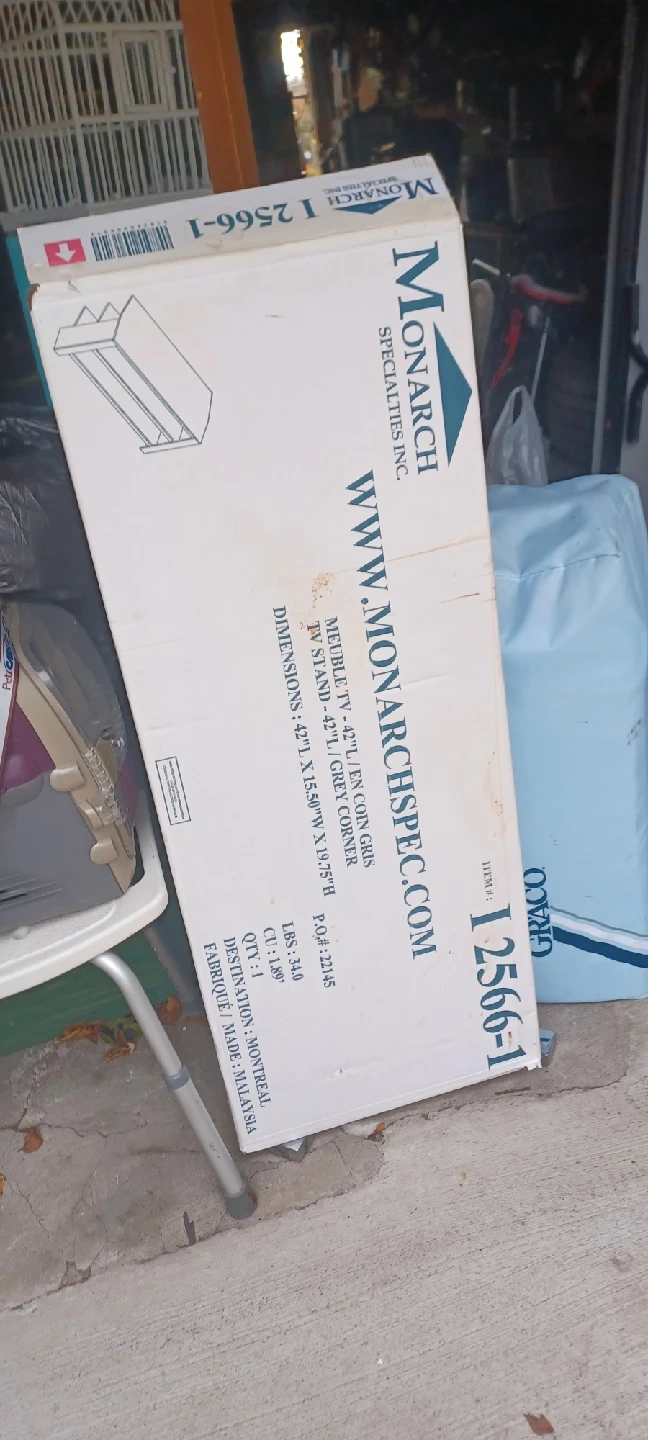 MONARCH
SPECIALTIES INC.
I 2566-1
MONARCH
SPECIALTIES INC.
WWW.MONARCHSPEC.COM
MEUBLE TV - 42"L / EN COIN GRIS
TV STAND - 42"L / GREY CORNER
DIMENSIONS : 42"L X 15.50"W X 19.75"H
ITEM#:
I 2566-1
P.O.# : 22145
LBS : 34.0
CU : 1.89'
QTY : 1
DESTINATION : MONTREAL
FABRIQUÉ / MADE : MALAYSIA
GRACO
Petr